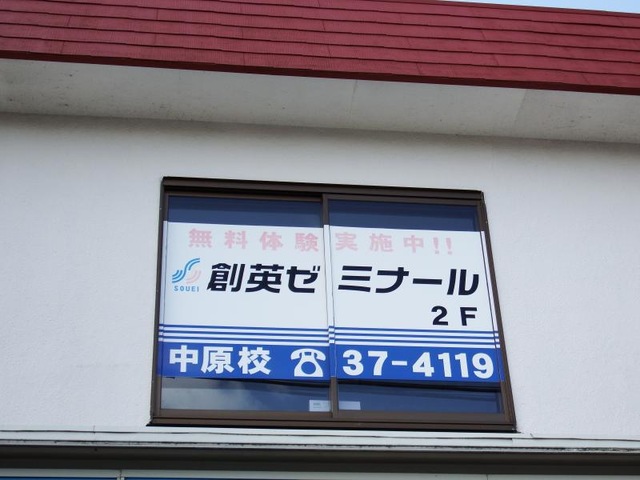 無料体験実施中!!
SOUEI 創英ゼミナール
2F
中原校 ☎ 37-4119